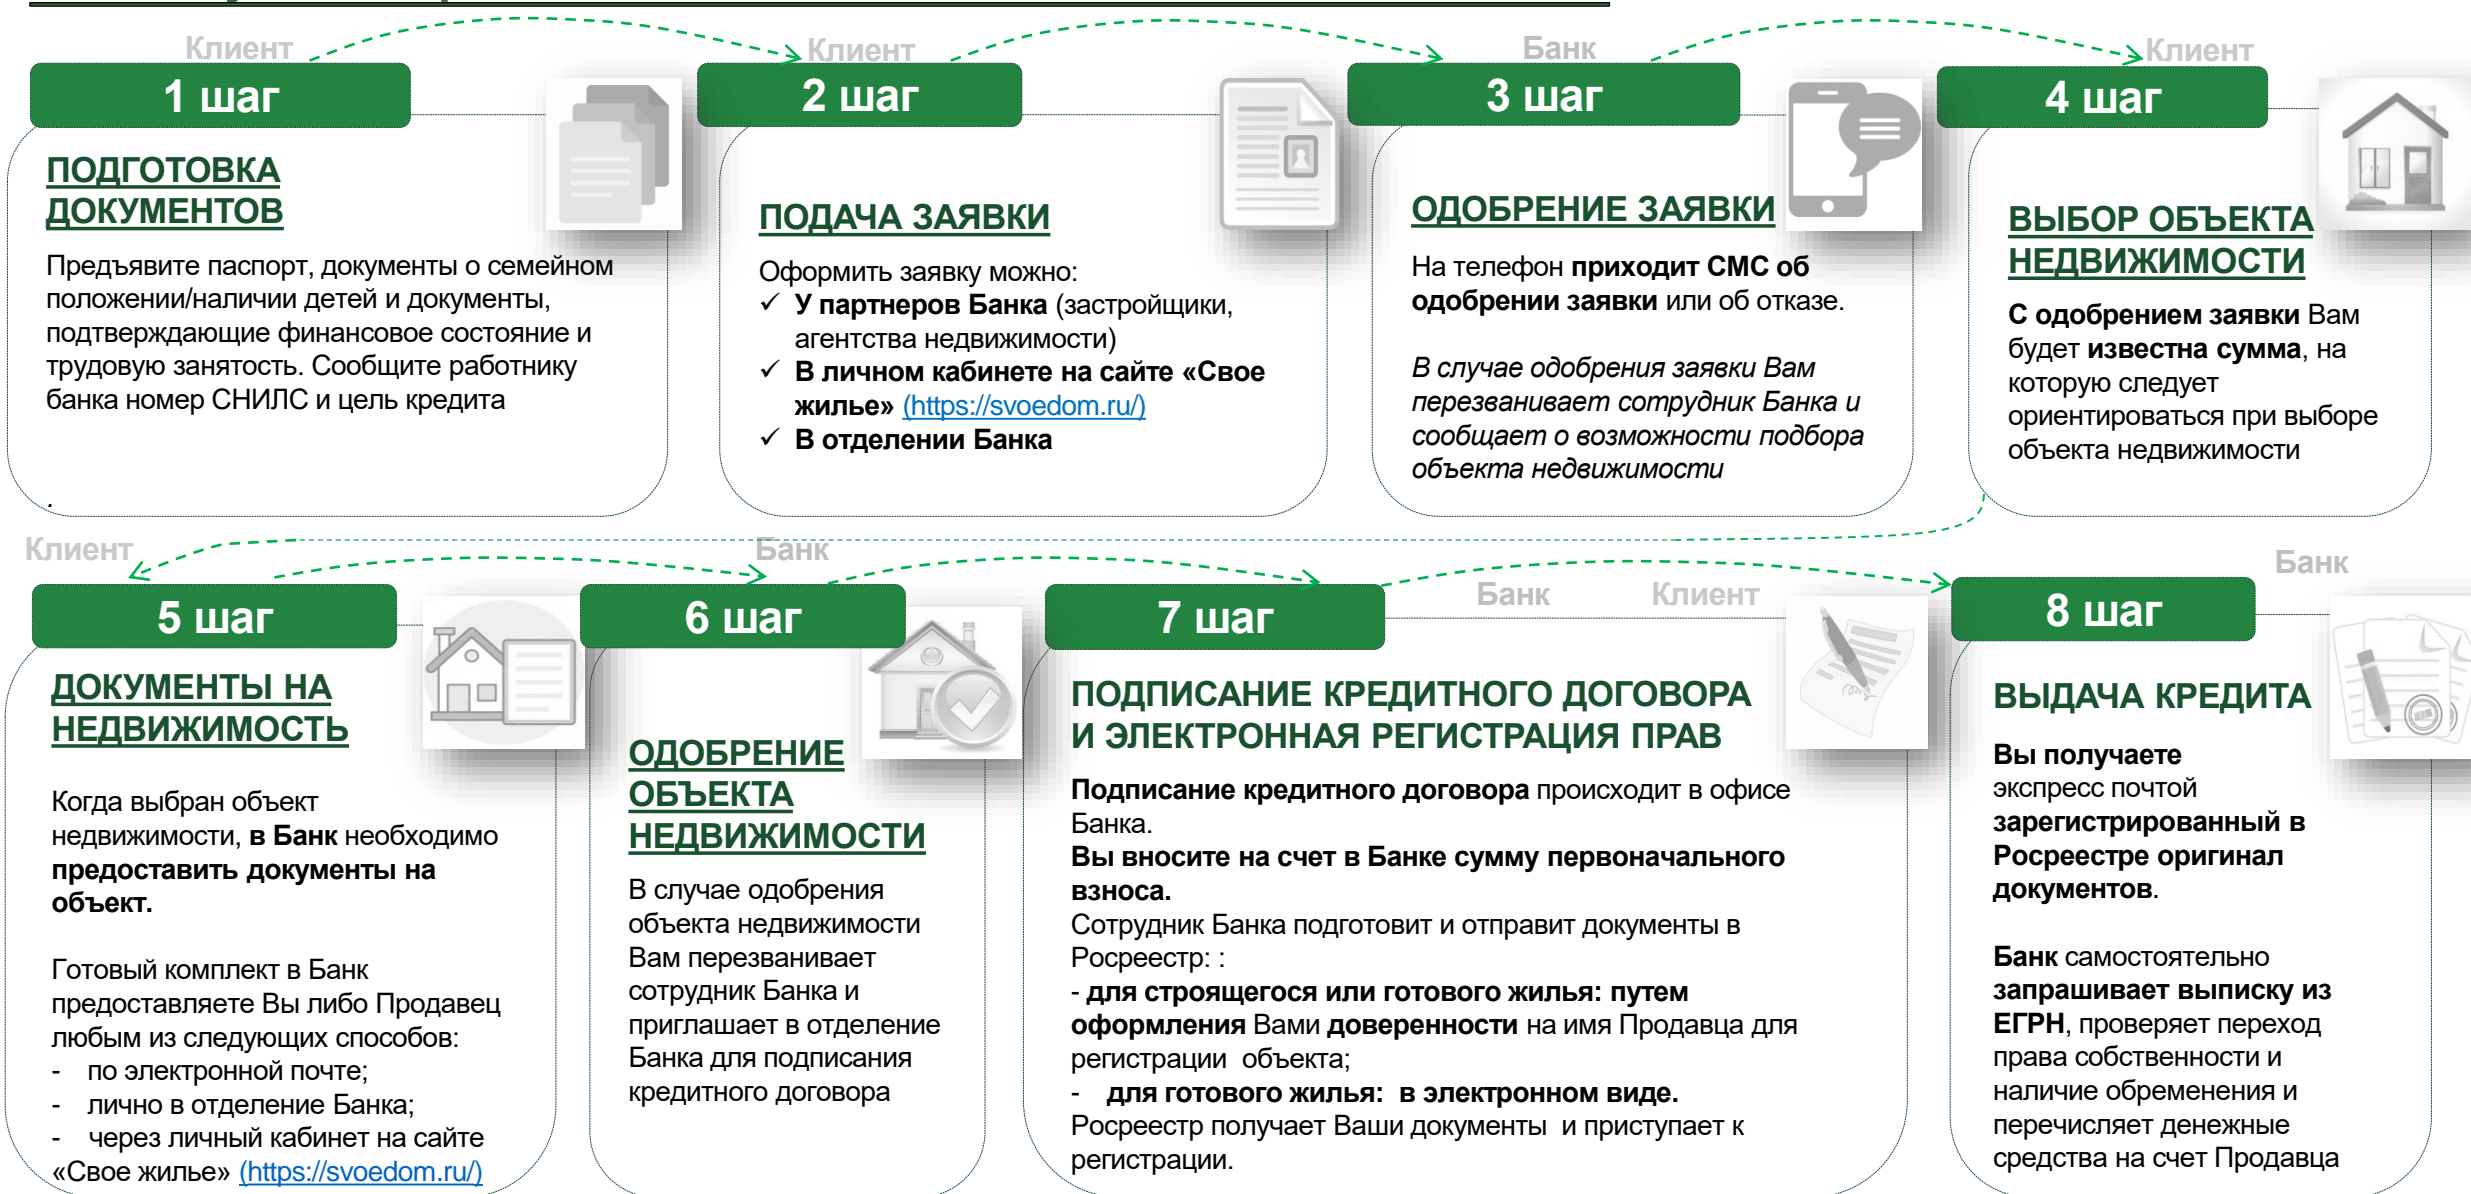 Клиент
1 шаг
ПОДГОТОВКА
ДОКУМЕНТОВ
Предъявите паспорт, документы о семейном
положении/наличии детей и документы,
подтверждающие финансовое состояние и
трудовую занятость. Сообщите работнику
банка номер СНИЛС и цель кредита
.
Клиент
2 шаг
ПОДАЧА ЗАЯВКИ
Оформить заявку можно:
✓ У партнеров Банка (застройщики,
агентства недвижимости)
✓ В личном кабинете на сайте «Свое
жилье» (https://svoedom.ru/)
✓ В отделении Банка
Банк
3 шаг
ОДОБРЕНИЕ ЗАЯВКИ
На телефон приходит СМС об
одобрении заявки или об отказе.
В случае одобрения заявки Вам
перезванивает сотрудник Банка и
сообщает о возможности подбора
объекта недвижимости
Клиент
4 шаг
ВЫБОР ОБЪЕКТА
НЕДВИЖИМОСТИ
С одобрением заявки Вам
будет известна сумма, на
которую следует
ориентироваться при выборе
объекта недвижимости
Клиент
5 шаг
ДОКУМЕНТЫ НА
НЕДВИЖИМОСТЬ
Когда выбран объект
недвижимости, в Банк необходимо
предоставить документы на
объект.
Готовый комплект в Банк
предоставляете Вы либо Продавец
любым из следующих способов:
- по электронной почте;
- лично в отделение Банка;
- через личный кабинет на сайте
«Свое жилье» (https://svoedom.ru/)
Банк
6 шаг
ОДОБРЕНИЕ
ОБЪЕКТА
НЕДВИЖИМОСТИ
В случае одобрения
объекта недвижимости
Вам перезванивает
сотрудник Банка и
приглашает в отделение
Банка для подписания
кредитного договора
Банк Клиент
7 шаг
ПОДПИСАНИЕ КРЕДИТНОГО ДОГОВОРА
И ЭЛЕКТРОННАЯ РЕГИСТРАЦИЯ ПРАВ
Подписание кредитного договора происходит в офисе
Банка.
Вы вносите на счет в Банке сумму первоначального
взноса.
Сотрудник Банка подготовит и отправит документы в
Росреестр: :
- для строящегося или готового жилья: путем
оформления Вами доверенности на имя Продавца для
регистрации объекта;
- для готового жилья: в электронном виде.
Росреестр получает Ваши документы и приступает к
регистрации.
Банк
8 шаг
ВЫДАЧА КРЕДИТА
Вы получаете
экспресс почтой
зарегистрированный в
Росреестре оригинал
документов.
Банк самостоятельно
запрашивает выписку из
ЕГРН, проверяет переход
права собственности и
наличие обременения и
перечисляет денежные
средства на счет Продавца